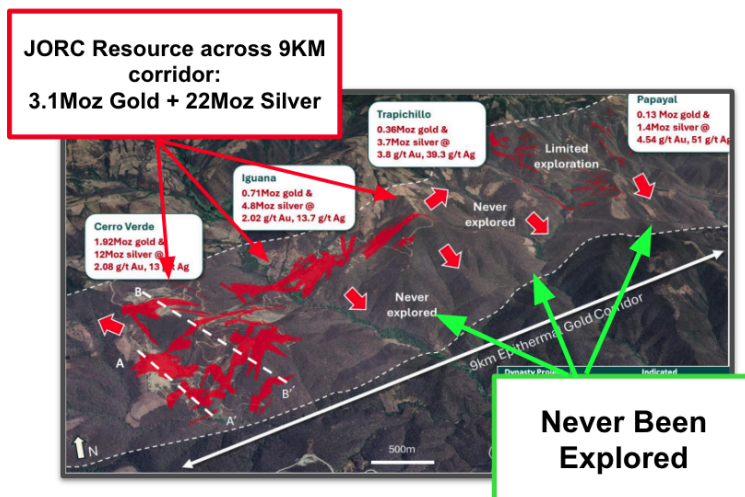 JORC Resource across 9KM
corridor:
3.1Moz Gold + 22Moz Silver
Trapichillo
0.36Moz gold &
3.7Moz silver @
3.8 g/t Au, 39.3 g/t Ag
Papayal
0.13 Moz gold &
1.4Moz silver @
4.54 g/t Au, 51 g/t Ag
Limited
exploration
Iguana
0.71Moz gold &
4.8Moz silver @
2.02 g/t Au, 13.7 g/t Ag
Never
explored
Cerro Verde
1.92Moz gold &
12Moz silver @
2.08 g/t Au, 13 g/t Ag
B
Never
explored
A
B'
A'
9km Epithermal Gold Corridor
Dynasty Proje
Indicated
N
500m
Never Been
Explored